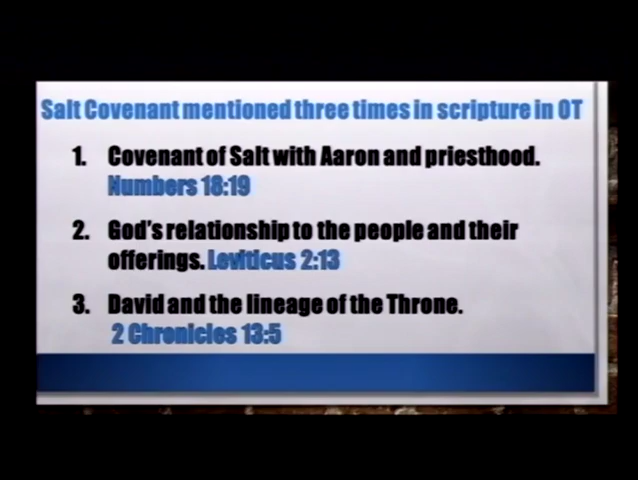 Salt Covenant mentioned three times in scripture in OT
1. Covenant of Salt with Aaron and priesthood.
Numbers 18:19
2. God's relationship to the people and their
offerings. Leviticus 2:13
3. David and the lineage of the Throne.
2 Chronicles 13:5